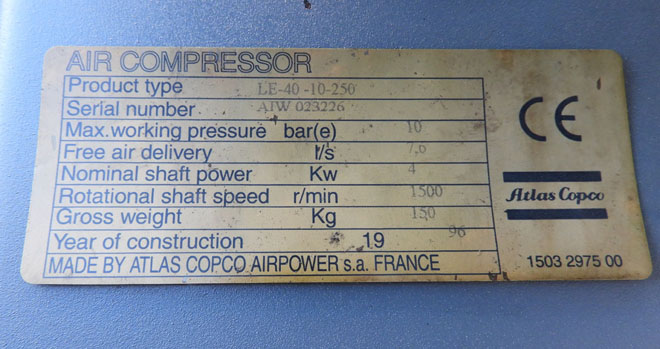 AIR COMPRESSOR
Product type LE-40 -10-250
Serial number AIW 023226
Max.working pressure bar(e) 10
Free air delivery l/s 7,6
Nominal shaft power Kw 4
Rotational shaft speed r/min 1500
Gross weight Kg 150
Year of construction 19 96
MADE BY ATLAS COPCO AIRPOWER s.a. FRANCE
CE
Atlas Copco
1503 2975 00